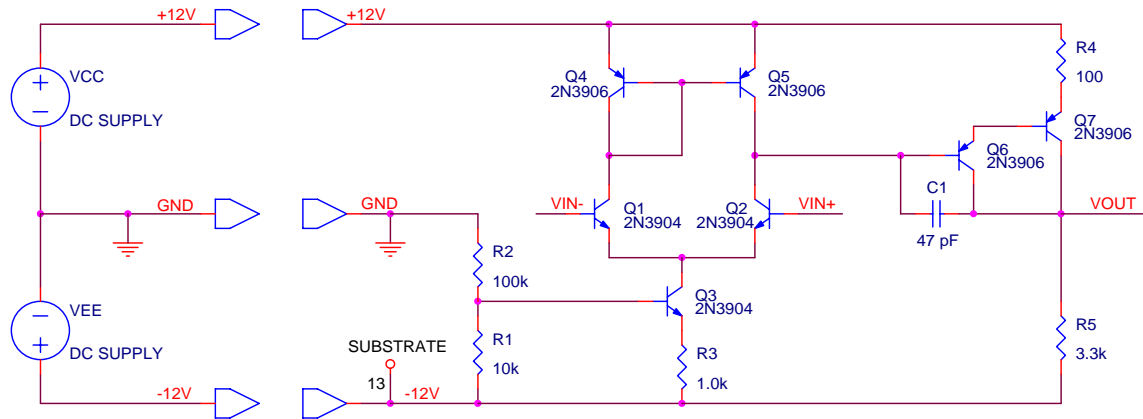 +12V
+12V
VCC
+
−
DC SUPPLY
Q4
2N3906
Q5
2N3906
R4
100
Q7
2N3906
Q6
2N3906
C1
47 pF
VIN-
Q1
2N3904
Q2
2N3904
VIN+
VOUT
GND
GND
R2
100k
Q3
2N3904
VEE
−
+
DC SUPPLY
R1
10k
R3
1.0k
R5
3.3k
SUBSTRATE
13
-12V
-12V